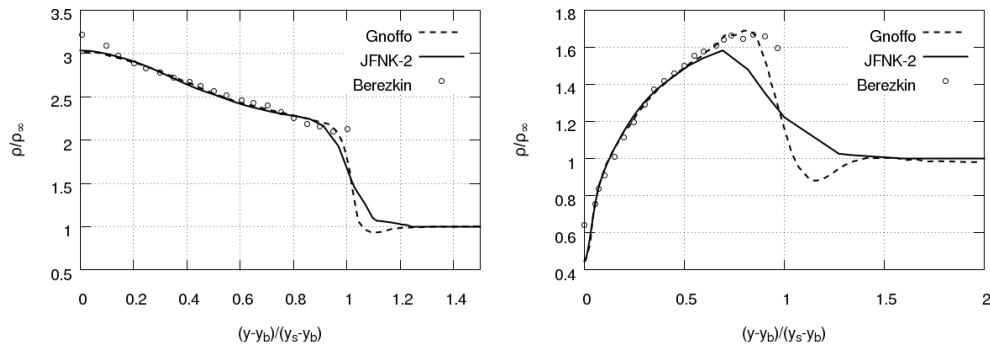 3.5
3
2.5
2
1.5
1
0.5
ρ/ρ∞
Gnoffo
JFNK-2
Berezkin
0 0.2 0.4 0.6 0.8 1 1.2 1.4
(y-yb)/(ys-yb)
1.8
1.6
1.4
1.2
1
0.8
0.6
0.4
ρ/ρ∞
Gnoffo
JFNK-2
Berezkin
0 0.5 1 1.5 2
(y-yb)/(ys-yb)